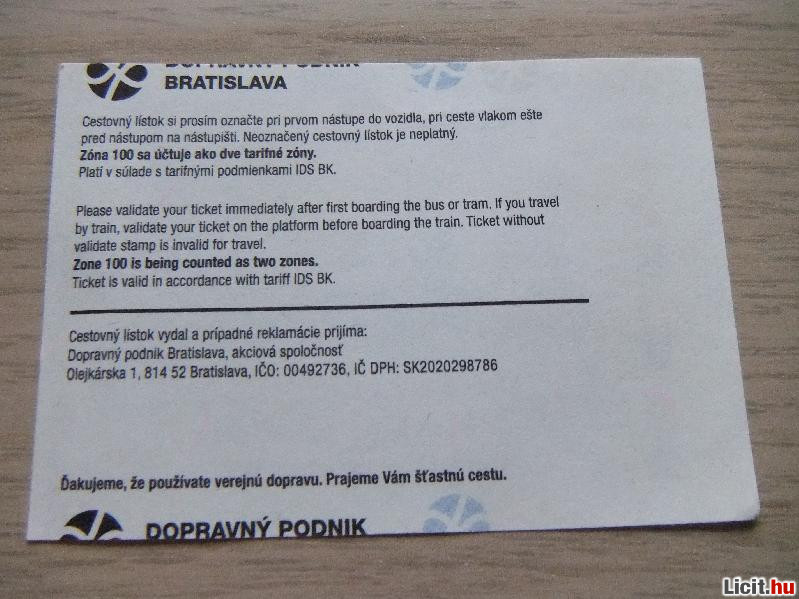 DOPRAVNÝ PODNIK
BRATISLAVA
Cestovný lístok si prosím označte pri prvom nástupe do vozidla, pri ceste vlakom ešte
pred nástupom na nástupišti. Neoznačený cestovný lístok je neplatný.
Zóna 100 sa účtuje ako dve tarifné zóny.
Platí v súlade s tarifnými podmienkami IDS BK.
Please validate your ticket immediately after first boarding the bus or tram. If you travel
by train, validate your ticket on the platform before boarding the train. Ticket without
validate stamp is invalid for travel.
Zone 100 is being counted as two zones.
Ticket is valid in accordance with tariff IDS BK.
Cestovný lístok vydal a prípadné reklamácie prijíma:
Dopravný podnik Bratislava, akciová spoločnosť
Olejkárska 1, 814 52 Bratislava, IČO: 00492736, IČ DPH: SK2020298786
Ďakujeme, že používate verejnú dopravu. Prajeme Vám šťastnú cestu.
DOPRAVNÝ PODNIK
Licit.hu